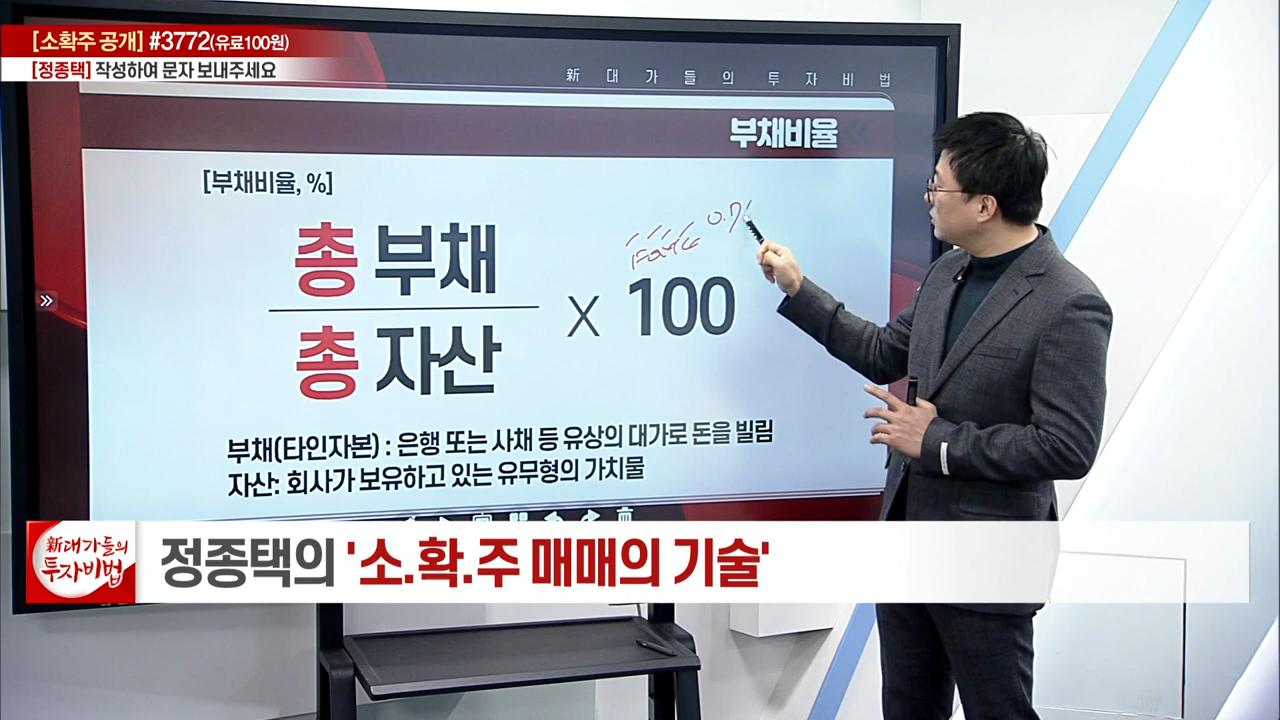 [소확주 공개] #3772(유료100원)
[정종택] 작성하여 문자 보내주세요
新 대 가 들 의 투 자 비 법
부채비율
[부채비율, %]
총 부채
총 자산
X 100
0.7
부채(타인자본) : 은행 또는 사채 등 유상의 대가로 돈을 빌림
자산: 회사가 보유하고 있는 유무형의 가치물
新대가들의
투자비법
정종택의 '소.확.주 매매의 기술'